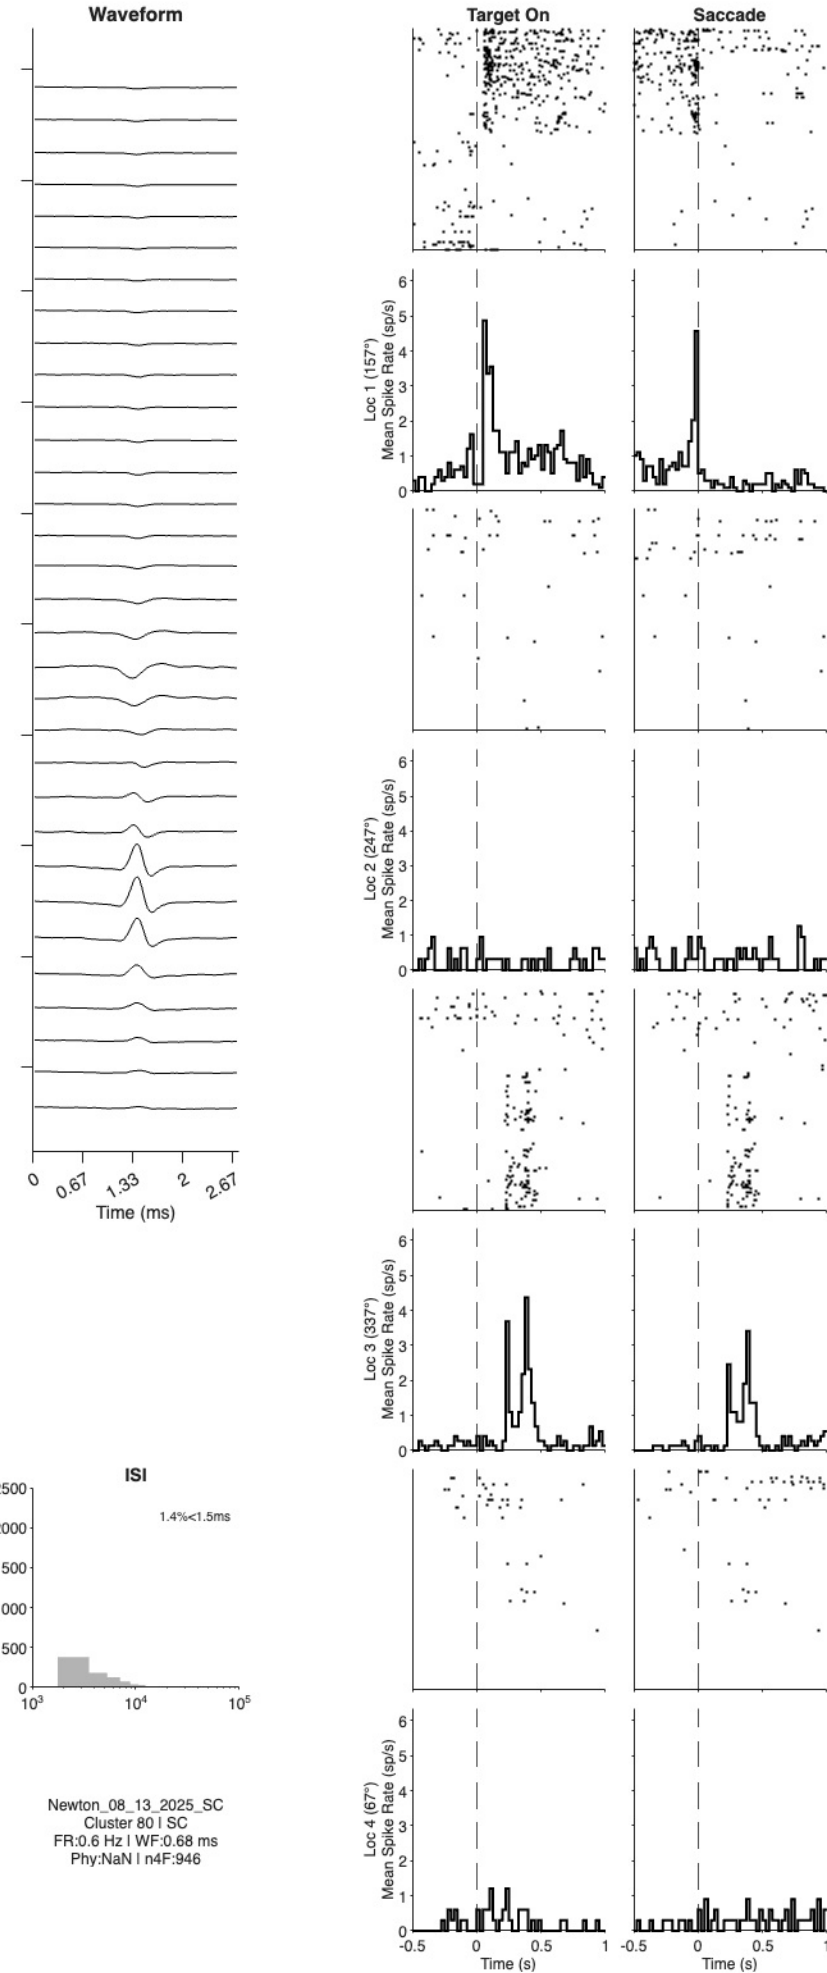 Waveform
0
0.67
1.33
2
2.67
Time (ms)
ISI
500
000
500
000
500
0
1.4%<1.5ms
10³
10⁴
10⁵
Newton_08_13_2025_SC
Cluster 80 | SC
FR:0.6 Hz | WF:0.68 ms
Phy:NaN | n4F:946
Target On
Saccade
Loc 1 (157°)
Mean Spike Rate (sp/s)
6
5
4
3
2
1
0
Loc 2 (247°)
Mean Spike Rate (sp/s)
6
5
4
3
2
1
0
Loc 3 (337°)
Mean Spike Rate (sp/s)
6
5
4
3
2
1
0
Loc 4 (67°)
Mean Spike Rate (sp/s)
6
5
4
3
2
1
0
-0.5 0 0.5 1
Time (s)
-0.5 0 0.5 1
Time (s)